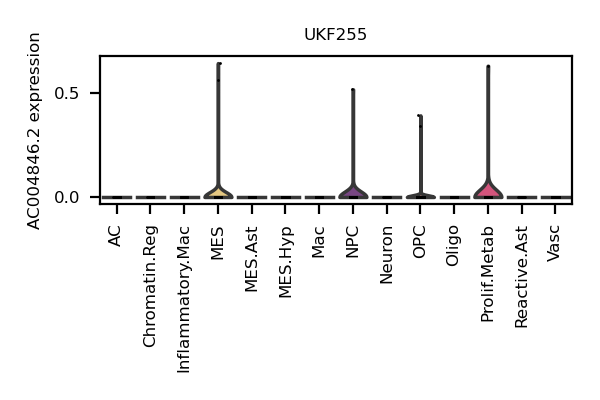 UKF255
AC004846.2 expression
0.5
0.0
AC
Chromatin.Reg
Inflammatory.Mac
MES
MES.Ast
MES.Hyp
Mac
NPC
Neuron
OPC
Oligo
Prolif.Metab
Reactive.Ast
Vasc